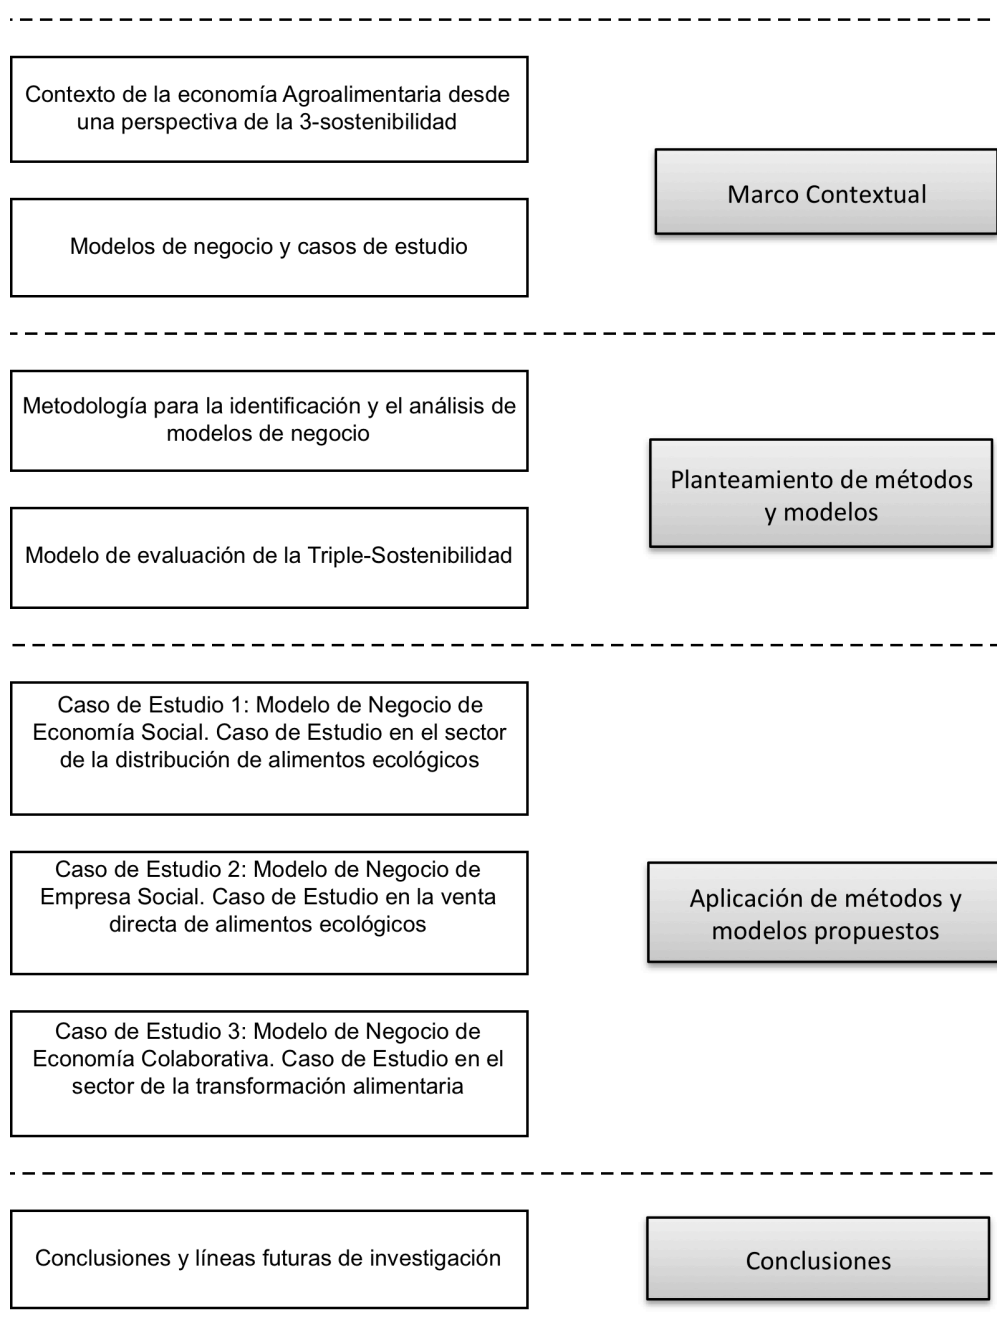 Contexto de la economía Agroalimentaria desde
una perspectiva de la 3-sostenibilidad
Modelos de negocio y casos de estudio
Marco Contextual
Metodología para la identificación y el análisis de
modelos de negocio
Modelo de evaluación de la Triple-Sostenibilidad
Planteamiento de métodos
y modelos
Caso de Estudio 1: Modelo de Negocio de
Economía Social. Caso de Estudio en el sector
de la distribución de alimentos ecológicos
Caso de Estudio 2: Modelo de Negocio de
Empresa Social. Caso de Estudio en la venta
directa de alimentos ecológicos
Caso de Estudio 3: Modelo de Negocio de
Economía Colaborativa. Caso de Estudio en el
sector de la transformación alimentaria
Aplicación de métodos y
modelos propuestos
Conclusiones y líneas futuras de investigación
Conclusiones